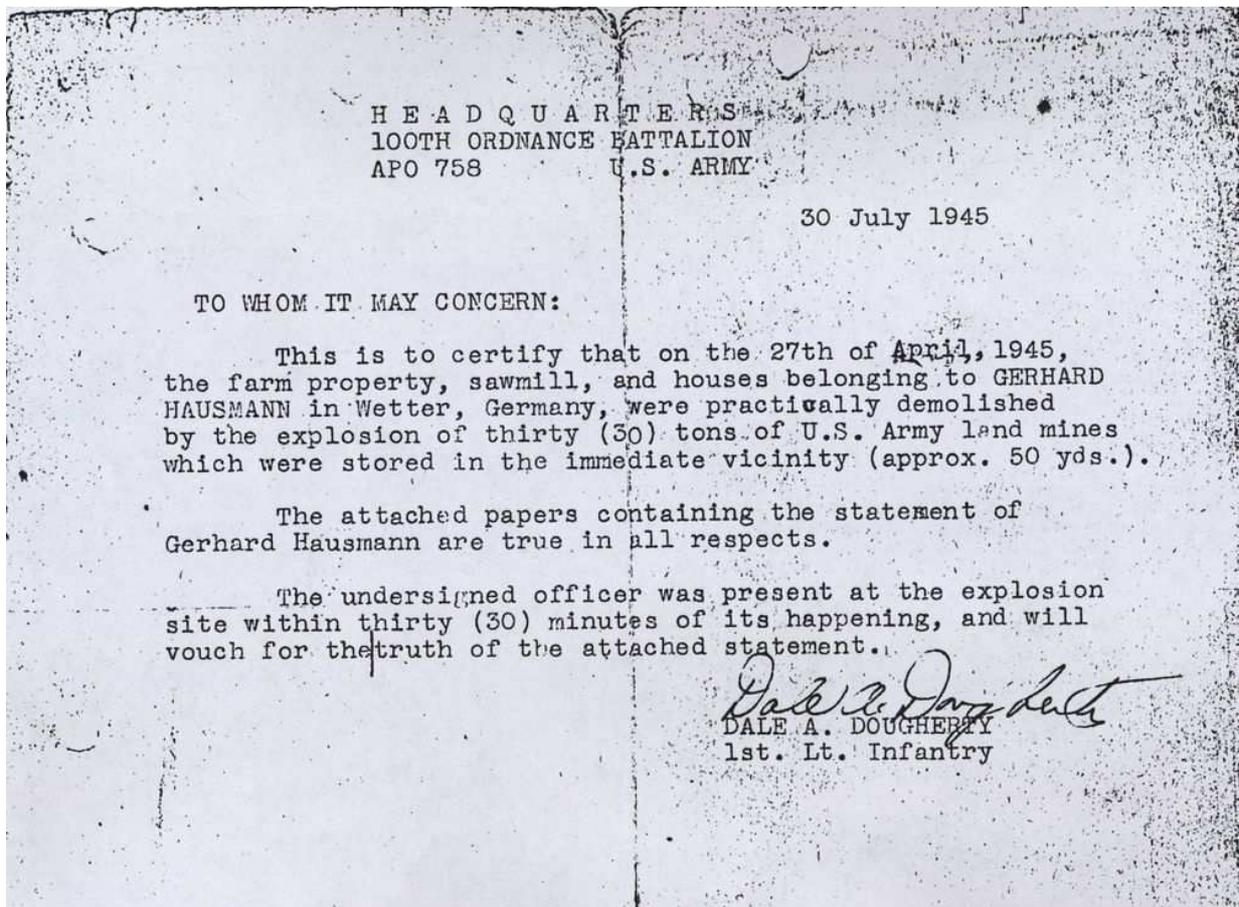 H E A D Q U A R T E R S
100TH ORDNANCE BATTALION
APO 758 U.S. ARMY
30 July 1945
TO WHOM IT MAY CONCERN:
This is to certify that on the 27th of April, 1945,
the farm property, sawmill, and houses belonging to GERHARD
HAUSMANN in Wetter, Germany, were practically demolished
by the explosion of thirty (30) tons of U.S. Army land mines
which were stored in the immediate vicinity (approx. 50 yds.).
The attached papers containing the statement of
Gerhard Hausmann are true in all respects.
The undersigned officer was present at the explosion
site within thirty (30) minutes of its happening, and will
vouch for the truth of the attached statement.
Dale A. Dougherty
DALE A. DOUGHERTY
1st. Lt. Infantry